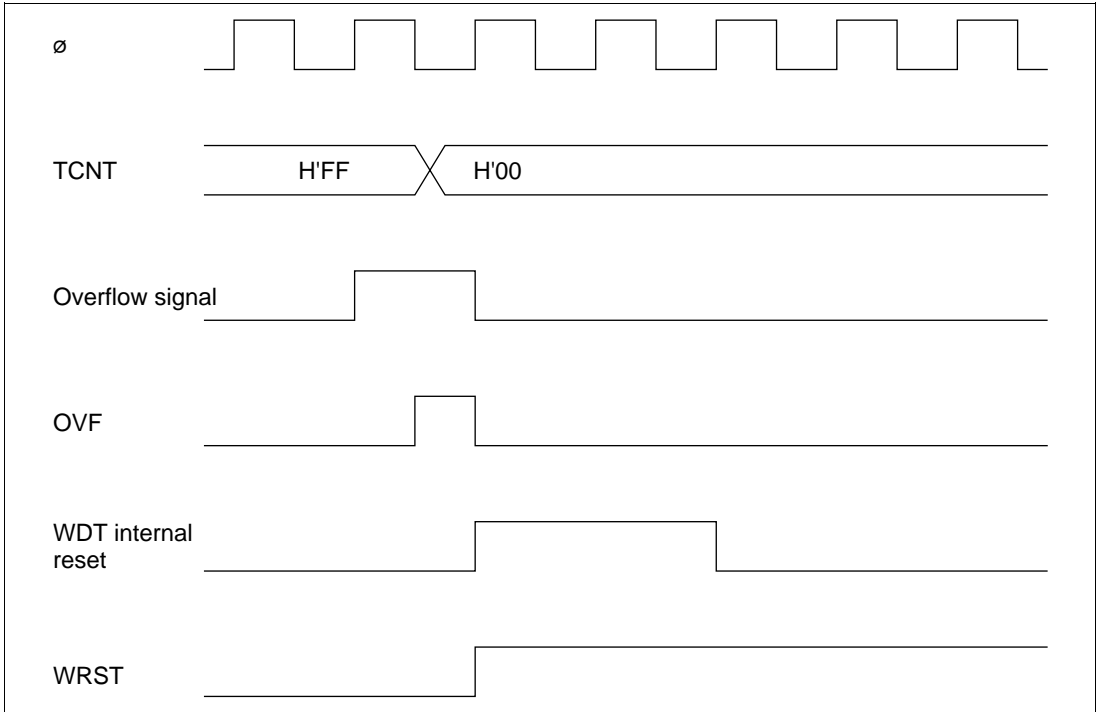 ø
TCNT
H'FF
H'00
Overflow signal
OVF
WDT internal
reset
WRST